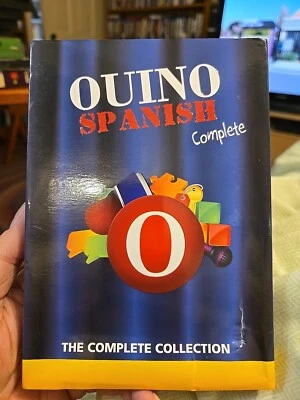 OUINO
SPANISH
Complete
O
THE COMPLETE COLLECTION